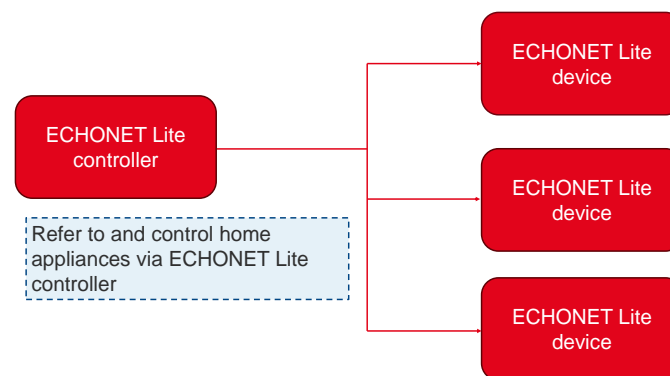 ECHONET Lite
device
ECHONET Lite
controller
ECHONET Lite
device
Refer to and control home
appliances via ECHONET Lite
controller
ECHONET Lite
device